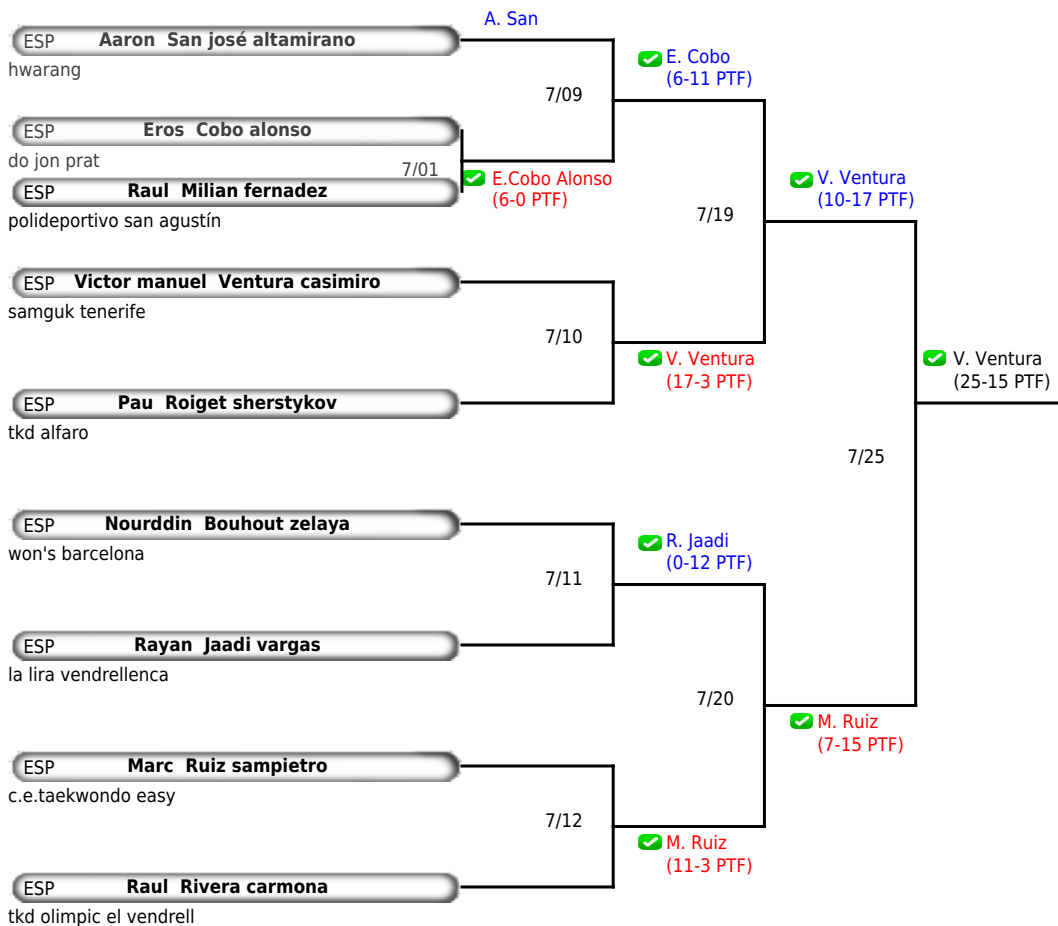 A. San
ESP Aaron San josé altamirano
hwarang
E. Cobo
(6-11 PTF)
7/09
ESP Eros Cobo alonso
do jon prat
7/01
E.Cobo Alonso
(6-0 PTF)
ESP Raul Milian fernadez
polideportivo san agustín
V. Ventura
(10-17 PTF)
7/19
ESP Victor manuel Ventura casimiro
samguk tenerife
7/10
V. Ventura
(17-3 PTF)
V. Ventura
(25-15 PTF)
ESP Pau Roiget sherstykov
tkd alfaro
7/25
ESP Nourddin Bouhout zelaya
won's barcelona
R. Jaadi
(0-12 PTF)
7/11
ESP Rayan Jaadi vargas
la lira vendrellenca
7/20
M. Ruiz
(7-15 PTF)
ESP Marc Ruiz sampietro
c.e.taekwondo easy
7/12
M. Ruiz
(11-3 PTF)
ESP Raul Rivera carmona
tkd olimpic el vendrell